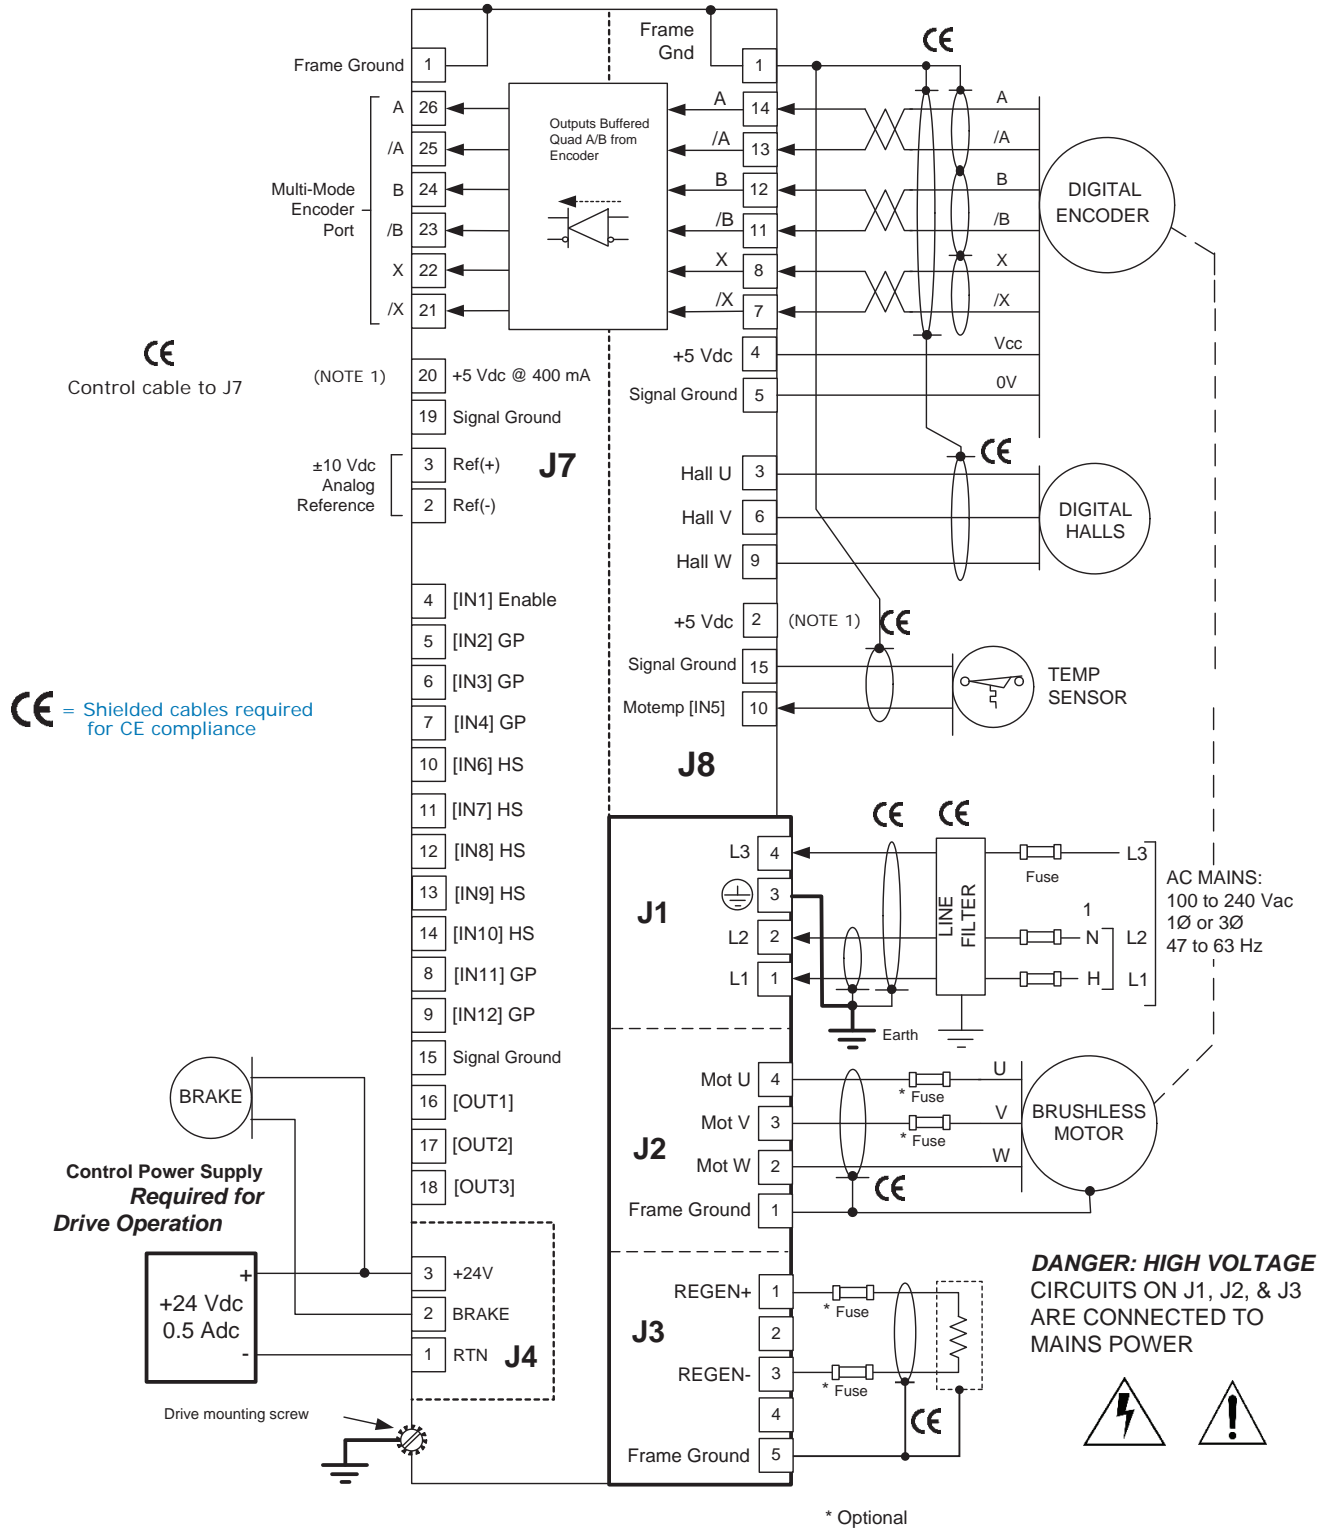 Frame Ground 1
A 26
/A 25
B 24
/B 23
X 22
/X 21
Multi-Mode
Encoder
Port
Outputs Buffered
Quad A/B from
Encoder
Frame
Gnd
1
A 14
/A 13
B 12
/B 11
X 8
/X 7
+5 Vdc 4
Signal Ground 5
CE
A
/A
B
/B
X
/X
Vcc
0V
DIGITAL
ENCODER
CE
Control cable to J7
(NOTE 1) 20 +5 Vdc @ 400 mA
19 Signal Ground
±10 Vdc
Analog
Reference
3 Ref(+)
2 Ref(-)
J7
Hall U 3
Hall V 6
Hall W 9
CE
DIGITAL
HALLS
+5 Vdc 2 (NOTE 1) CE
Signal Ground 15
Motemp [IN5] 10
TEMP
SENSOR
J8
4 [IN1] Enable
5 [IN2] GP
6 [IN3] GP
7 [IN4] GP
10 [IN6] HS
11 [IN7] HS
12 [IN8] HS
13 [IN9] HS
14 [IN10] HS
8 [IN11] GP
9 [IN12] GP
15 Signal Ground
16 [OUT1]
17 [OUT2]
18 [OUT3]
CE = Shielded cables required
for CE compliance
J1
L3 4
3
L2 2
L1 1
CE CE
LINE
FILTER
Fuse
L3
1
N L2
H L1
AC MAINS:
100 to 240 Vac
1Ø or 3Ø
47 to 63 Hz
Earth
J2
Mot U 4
Mot V 3
Mot W 2
Frame Ground 1
* Fuse
* Fuse
U
V
W
CE
BRUSHLESS
MOTOR
BRAKE
Control Power Supply
Required for
Drive Operation
+
+24 Vdc
0.5 Adc
-
3 +24V
2 BRAKE
1 RTN
J4
Drive mounting screw
J3
REGEN+ 1
2
REGEN- 3
4
Frame Ground 5
* Fuse
* Fuse
CE
DANGER: HIGH VOLTAGE
CIRCUITS ON J1, J2, & J3
ARE CONNECTED TO
MAINS POWER
* Optional